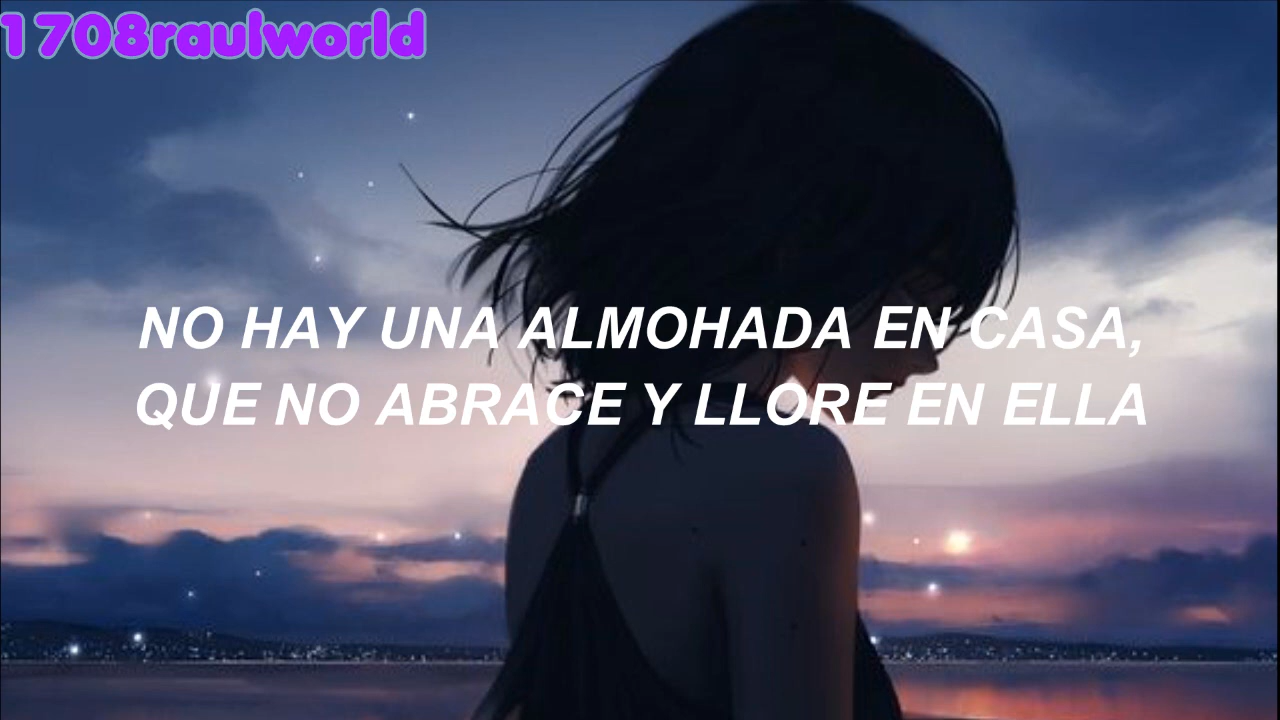 1708raulworld
NO HAY UNA ALMOHADA EN CASA,
QUE NO ABRACE Y LLORE EN ELLA